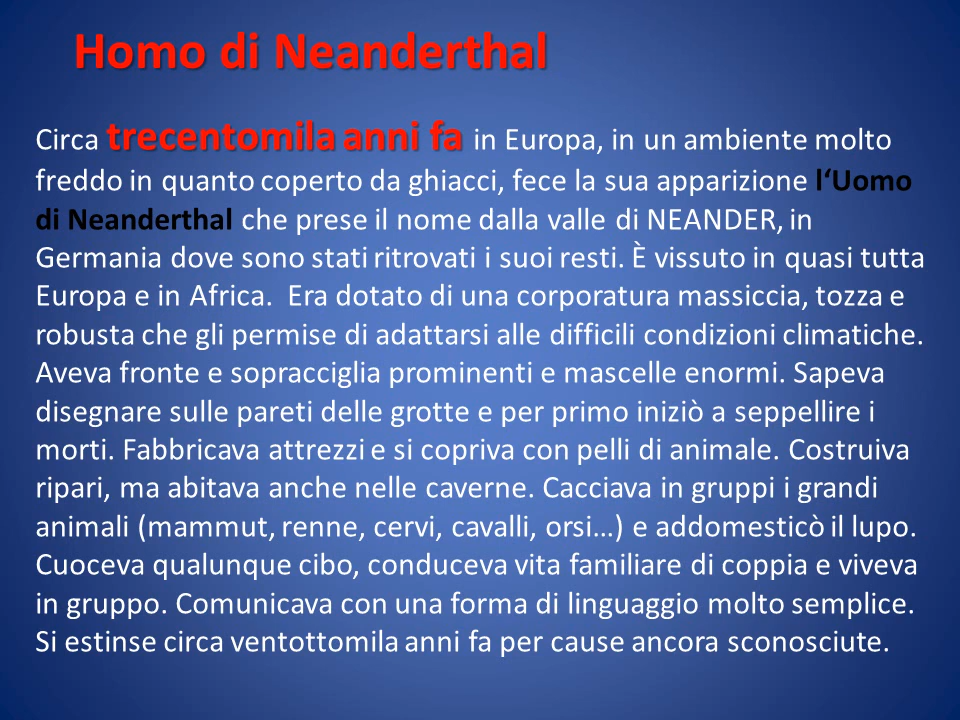 Homo di Neanderthal
Circa trecentomila anni fa in Europa, in un ambiente molto
freddo in quanto coperto da ghiacci, fece la sua apparizione l‘Uomo
di Neanderthal che prese il nome dalla valle di NEANDER, in
Germania dove sono stati ritrovati i suoi resti. È vissuto in quasi tutta
Europa e in Africa.  Era dotato di una corporatura massiccia, tozza e
robusta che gli permise di adattarsi alle difficili condizioni climatiche.
Aveva fronte e sopracciglia prominenti e mascelle enormi. Sapeva
disegnare sulle pareti delle grotte e per primo iniziò a seppellire i
morti. Fabbricava attrezzi e si copriva con pelli di animale. Costruiva
ripari, ma abitava anche nelle caverne. Cacciava in gruppi i grandi
animali (mammut, renne, cervi, cavalli, orsi…) e addomesticò il lupo.
Cuoceva qualunque cibo, conduceva vita familiare di coppia e viveva
in gruppo. Comunicava con una forma di linguaggio molto semplice.
Si estinse circa ventottomila anni fa per cause ancora sconosciute.